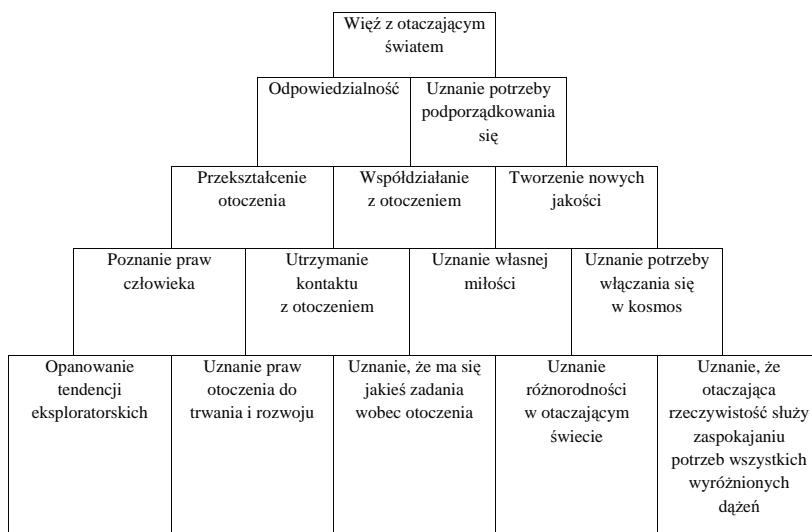 Więź z otaczającym
światem
Odpowiedzialność
Uznanie potrzeby
podporządkowania
się
Przekształcenie
otoczenia
Współdziałanie
z otoczeniem
Tworzenie nowych
jakości
Poznanie praw
człowieka
Utrzymanie
kontaktu
z otoczeniem
Uznanie własnej
miłości
Uznanie potrzeby
włączania się
w kosmos
Opanowanie
tendencji
eksploratorskich
Uznanie praw
otoczenia do
trwania i rozwoju
Uznanie, że ma się
jakieś zadania
wobec otoczenia
Uznanie
różnorodności
w otaczającym
świecie
Uznanie, że
otaczająca
rzeczywistość służy
zaspokajaniu
potrzeb wszystkich
wyróżnionych
dążeń